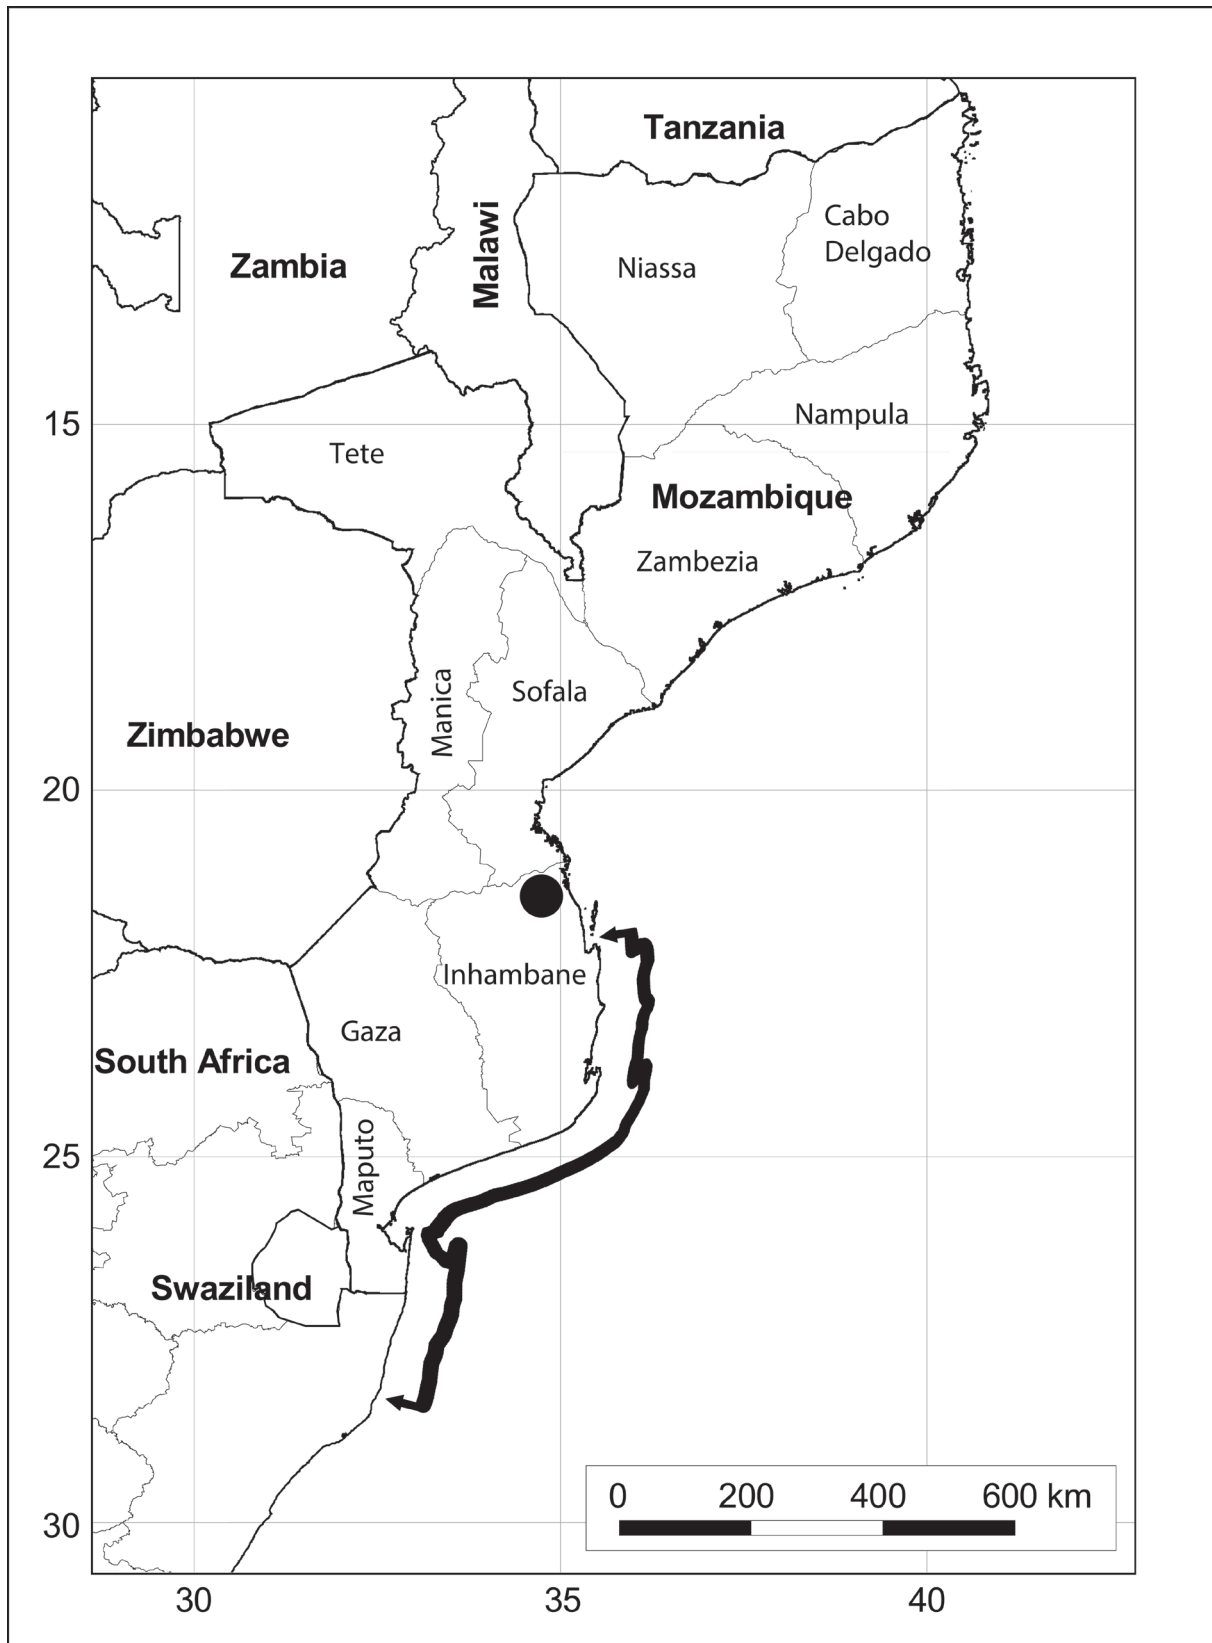 Tanzania
Cabo
Delgado
Malawi
Zambia
Niassa
Nampula
15
Tete
Mozambique
Zambezia
Manica
Sofala
Zimbabwe
20
Inhambane
Gaza
South Africa
Maputo
25
Swaziland
0 200 400 600 km
30
30 35 40